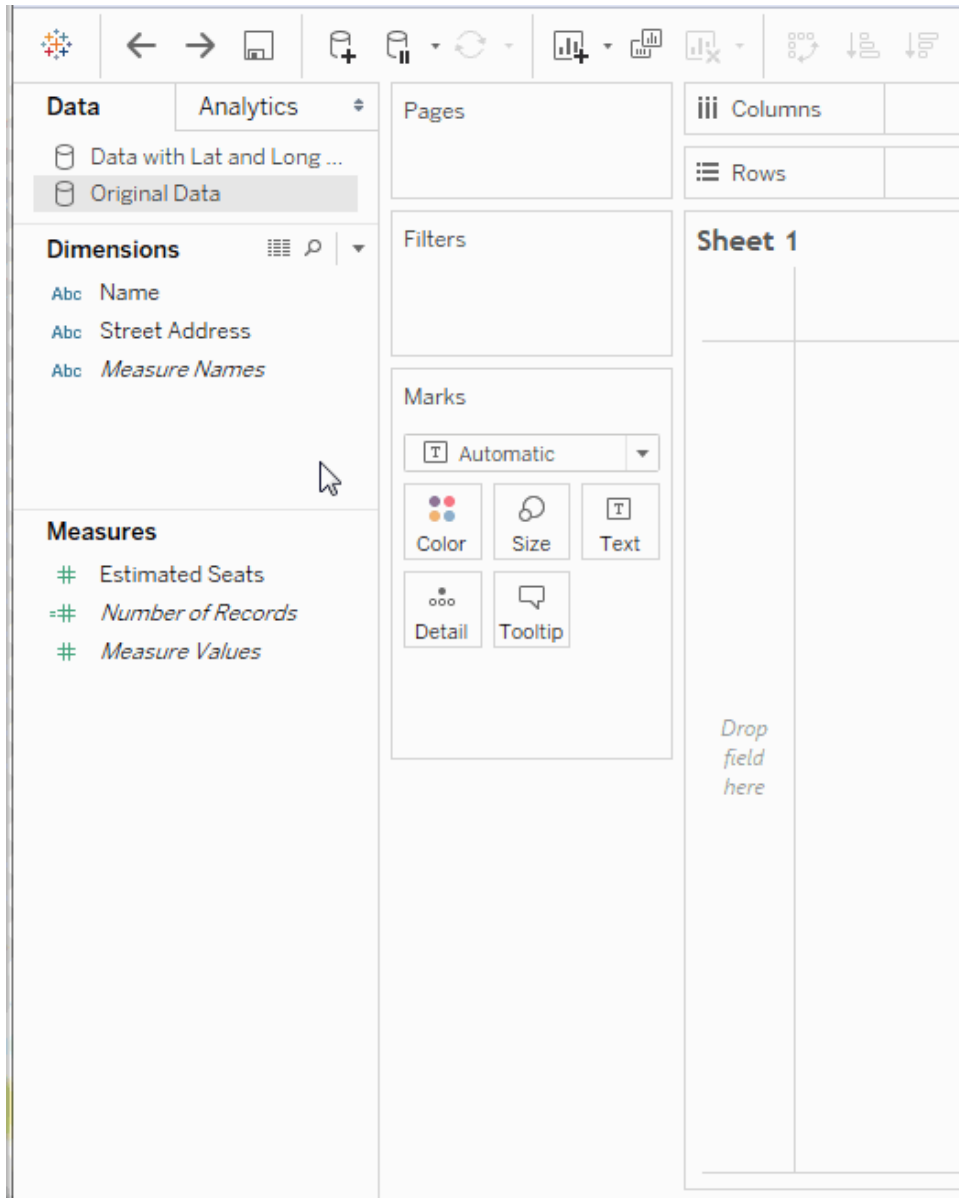 Data
Analytics
Data with Lat and Long ...
Original Data
Dimensions
Abc Name
Abc Street Address
Abc Measure Names
Measures
# Estimated Seats
=# Number of Records
# Measure Values
Pages
Filters
Marks
T Automatic
Color
Size
T
Text
Detail
Tooltip
Columns
Rows
Sheet 1
Drop
field
here